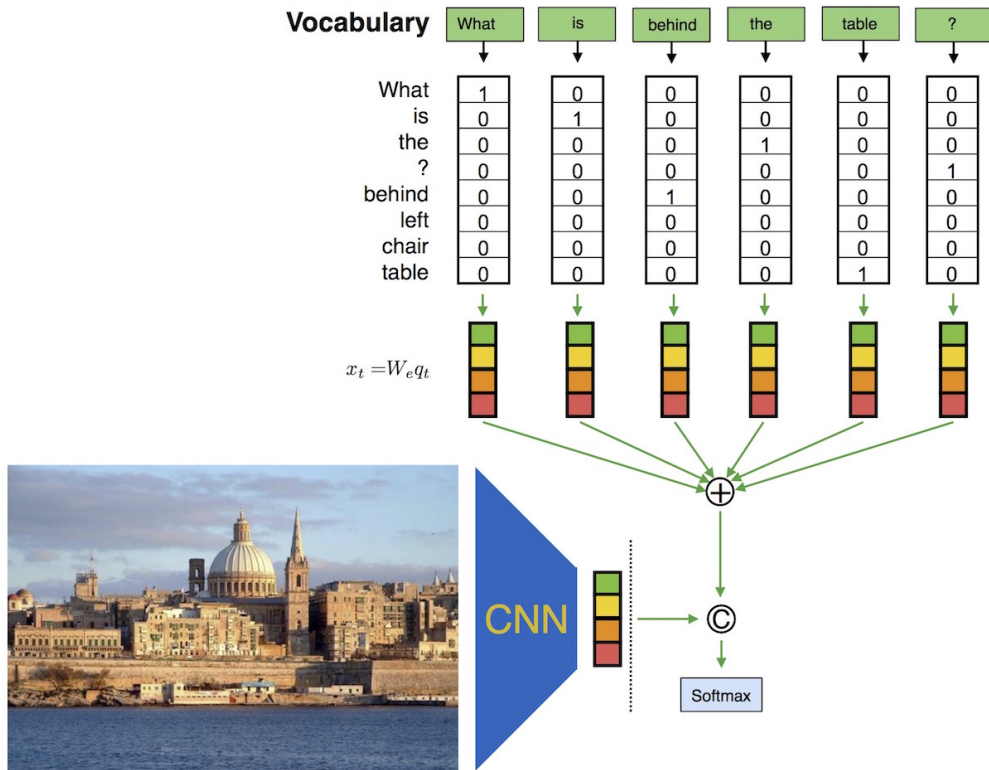 Vocabulary What is behind the table ?
What 1 0 0 0 0 0
is 0 1 0 0 0 0
the 0 0 0 1 0 0
? 0 0 0 0 0 1
behind 0 0 1 0 0 0
left 0 0 0 0 0 0
chair 0 0 0 0 0 0
table 0 0 0 0 1 0
x_t = W_e q_t
+
CNN
C
Softmax